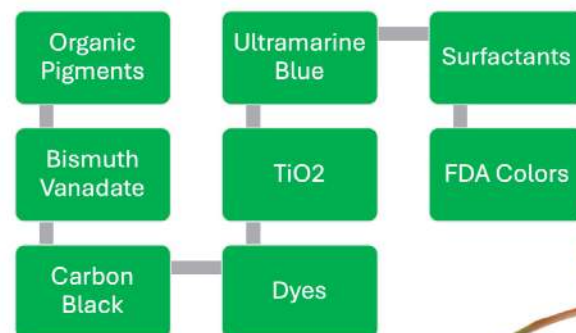 Organic
Pigments
Bismuth
Vanadate
Carbon
Black
Dyes
TiO2
Ultramarine
Blue
Surfactants
FDA Colors